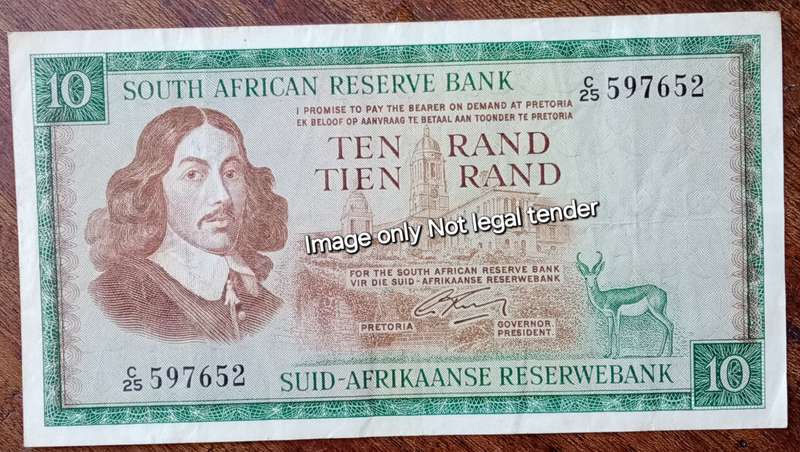 10
SOUTH AFRICAN RESERVE BANK
C/25 597652
I PROMISE TO PAY THE BEARER ON DEMAND AT PRETORIA
EK BELOOF OP AANVRAAG TE BETAAL AAN TOONDER TE PRETORIA
TEN RAND
TIEN RAND
Image only Not legal tender
FOR THE SOUTH AFRICAN RESERVE BANK
VIR DIE SUID-AFRIKAANSE RESERWEBANK
PRETORIA
GOVERNOR.
PRESIDENT.
C/25 597652
SUID-AFRIKAANSE RESERWEBANK
10